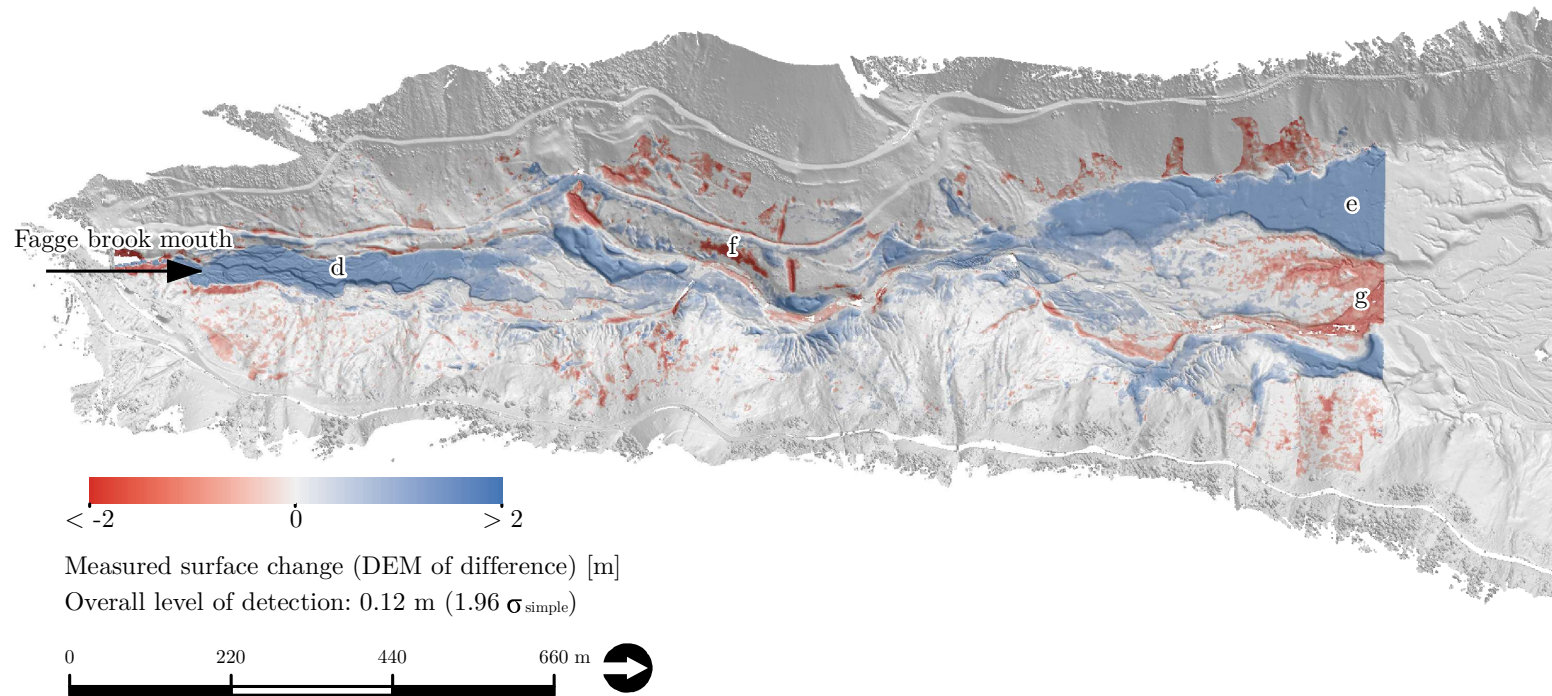 e
f
Fagge brook mouth
d
g
< -2 0 > 2
Measured surface change (DEM of difference) [m]
Overall level of detection: 0.12 m (1.96 σ simple)
0 220 440 660 m